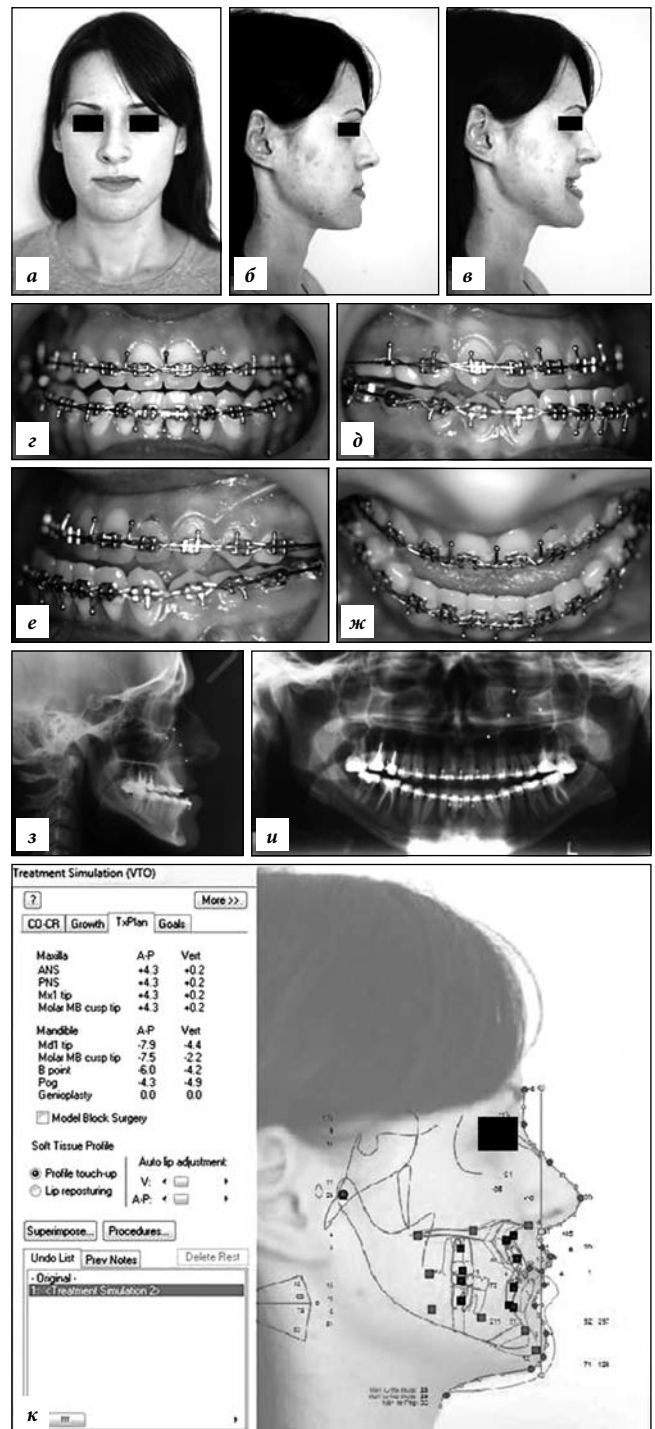 а
б
в
г
д
е
ж
з
L
и
Treatment Simulation (VTO)
?
More >>
CO-CR Growth TxPlan Goals
Maxilla A-P Vert
ANS +4.3 +0.2
PNS +4.3 +0.2
Mx1 tip +4.3 +0.2
Molar MB cusp tip +4.3 +0.2
Mandible A-P Vert
Md1 tip -7.9 -4.4
Molar MB cusp tip -7.5 -2.2
B point -6.0 -4.2
Pog -4.3 -4.9
Genioplasty 0.0 0.0
Model Block Surgery
Soft Tissue Profile
Auto lip adjustment:
Profile touch-up
V:
Lip reposturing
A-P:
Superimpose... Procedures...
Undo List Prev Notes Delete Rest
- Original -
1: <Treatment Simulation 2>
к